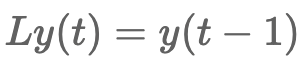 Ly(t) = y(t − 1)